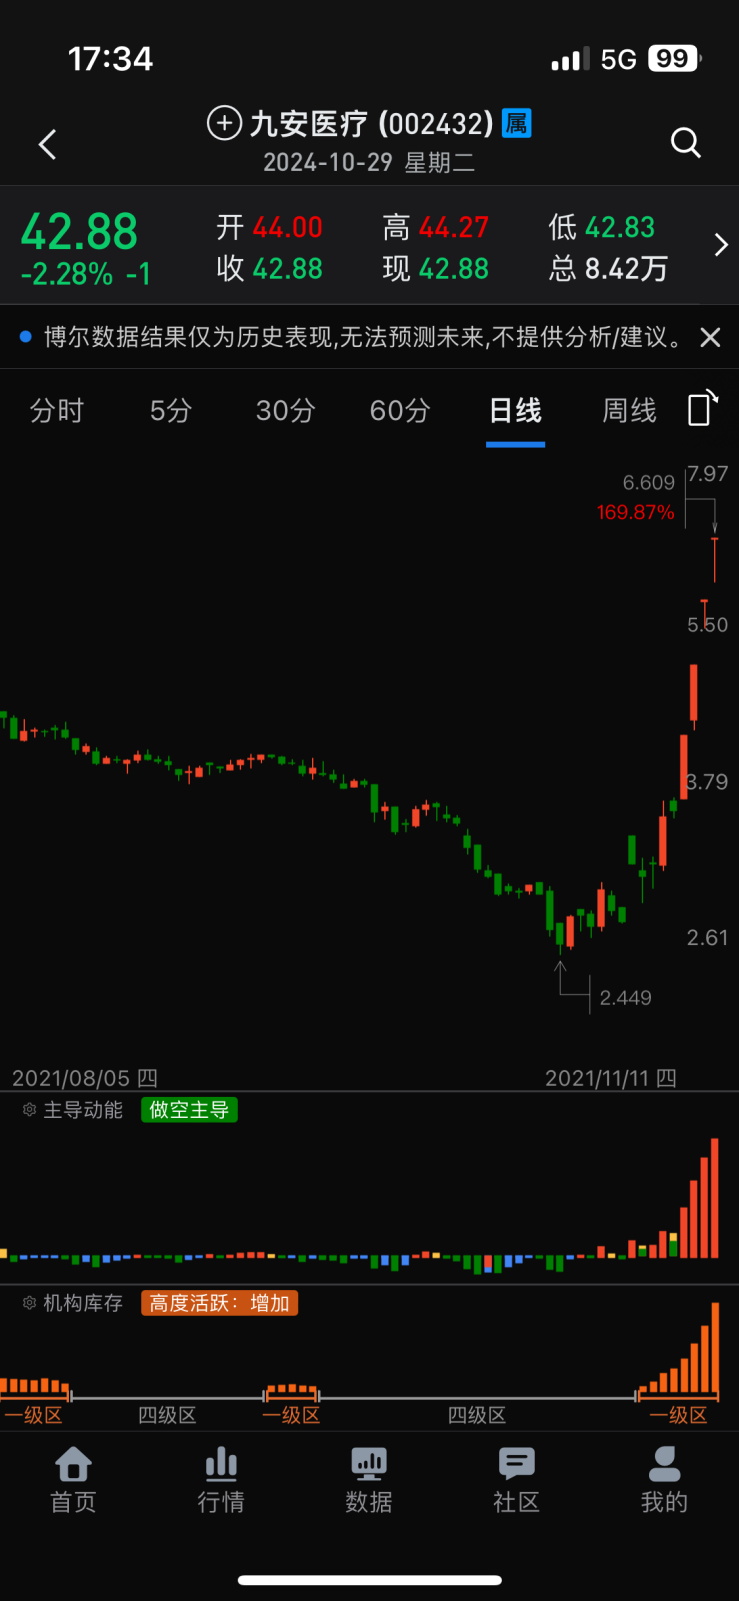 17:34 5G 99
九安医疗 (002432) 属
2024-10-29 星期二
42.88 开 44.00 高 44.27 低 42.83
-2.28% -1 收 42.88 现 42.88 总 8.42万
博尔数据结果仅为历史表现,无法预测未来,不提供分析/建议。
分时 5分 30分 60分 日线 周线
7.97
6.609
169.87%
5.50
3.79
2.61
2.449
2021/08/05 四 2021/11/11 四
主导动能 做空主导
机构库存 高度活跃：增加
一级区 四级区 一级区 四级区 一级区
首页 行情 数据 社区 我的